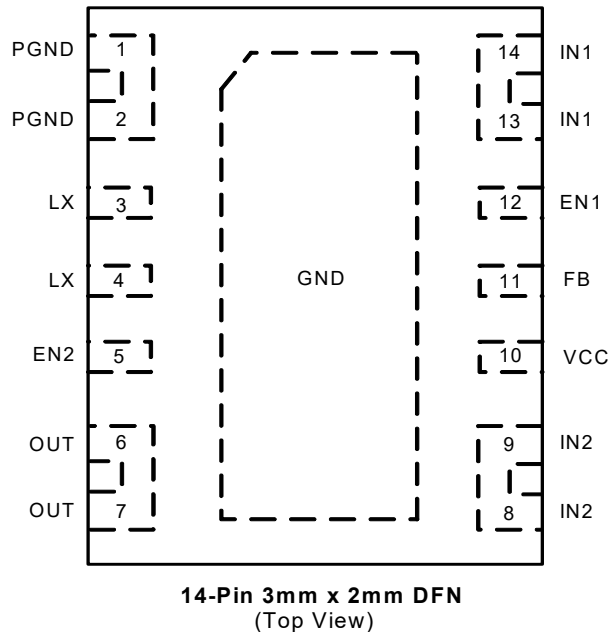 PGND 1 14 IN1
PGND 2 13 IN1
LX 3 12 EN1
LX 4 GND 11 FB
EN2 5 10 VCC
OUT 6 9 IN2
OUT 7 8 IN2
14-Pin 3mm x 2mm DFN
(Top View)